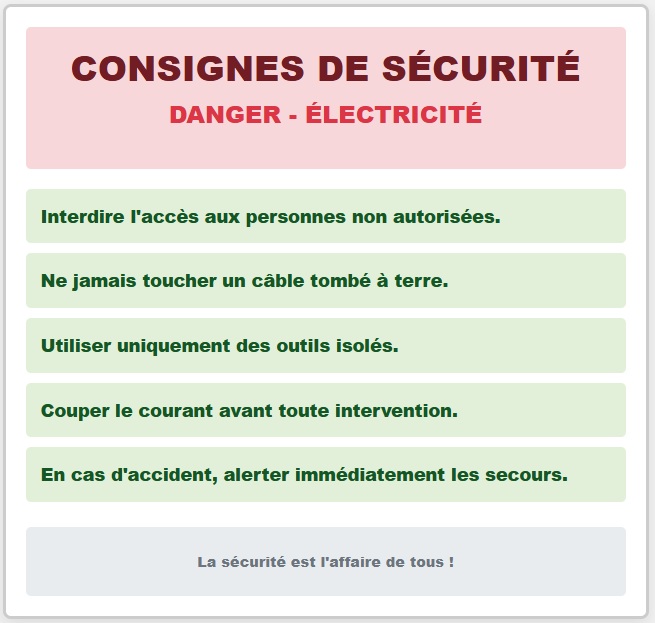 CONSIGNES DE SÉCURITÉ
DANGER - ÉLECTRICITÉ
Interdire l'accès aux personnes non autorisées.
Ne jamais toucher un câble tombé à terre.
Utiliser uniquement des outils isolés.
Couper le courant avant toute intervention.
En cas d'accident, alerter immédiatement les secours.
La sécurité est l'affaire de tous !